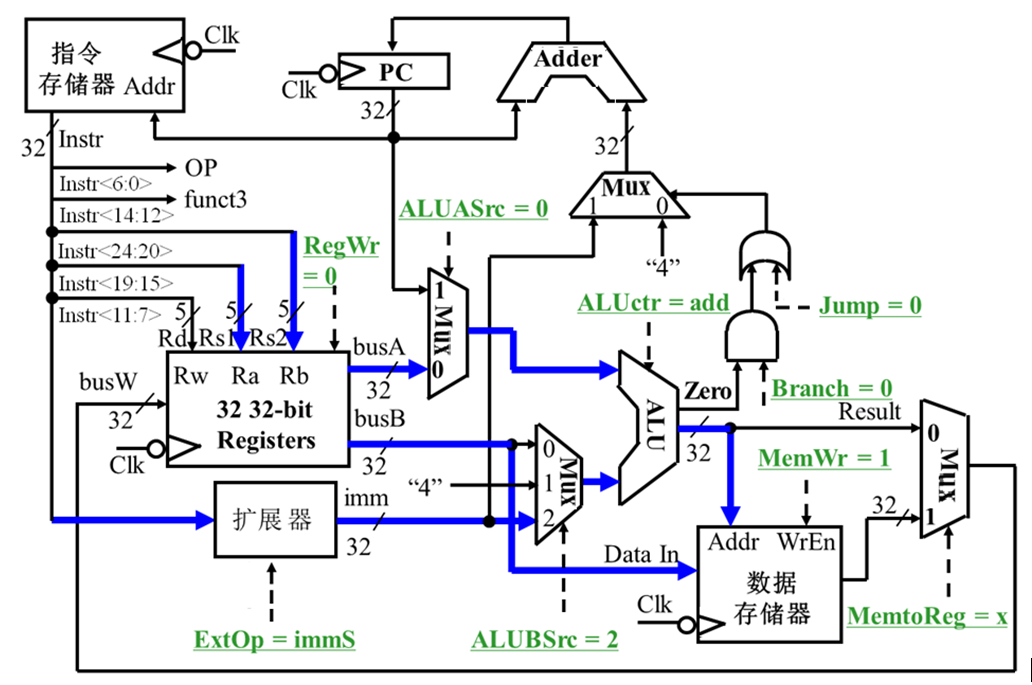 指令
存储器 Addr
Clk
Clk
PC
32
Adder
32
32
Instr
OP
Instr<6:0>
funct3
Instr<14:12>
Instr<24:20>
Instr<19:15>
Instr<11:7>
Mux
1
0
“4”
ALUASrc = 0
RegWr
= 0
1
Mux
0
ALUctr = add
Jump = 0
5
5
5
Rd
Rs1
Rs2
Rw
Ra
Rb
32 32-bit
Registers
busW
32
Clk
busA
32
busB
32
Zero
ALU
32
Branch = 0
Result
MemWr = 1
0
Mux
1
32
“4”
0
1
2
Mux
扩展器
imm
32
Data In
Addr
WrEn
数据
存储器
Clk
ExtOp = immS
ALUBSrc = 2
MemtoReg = x